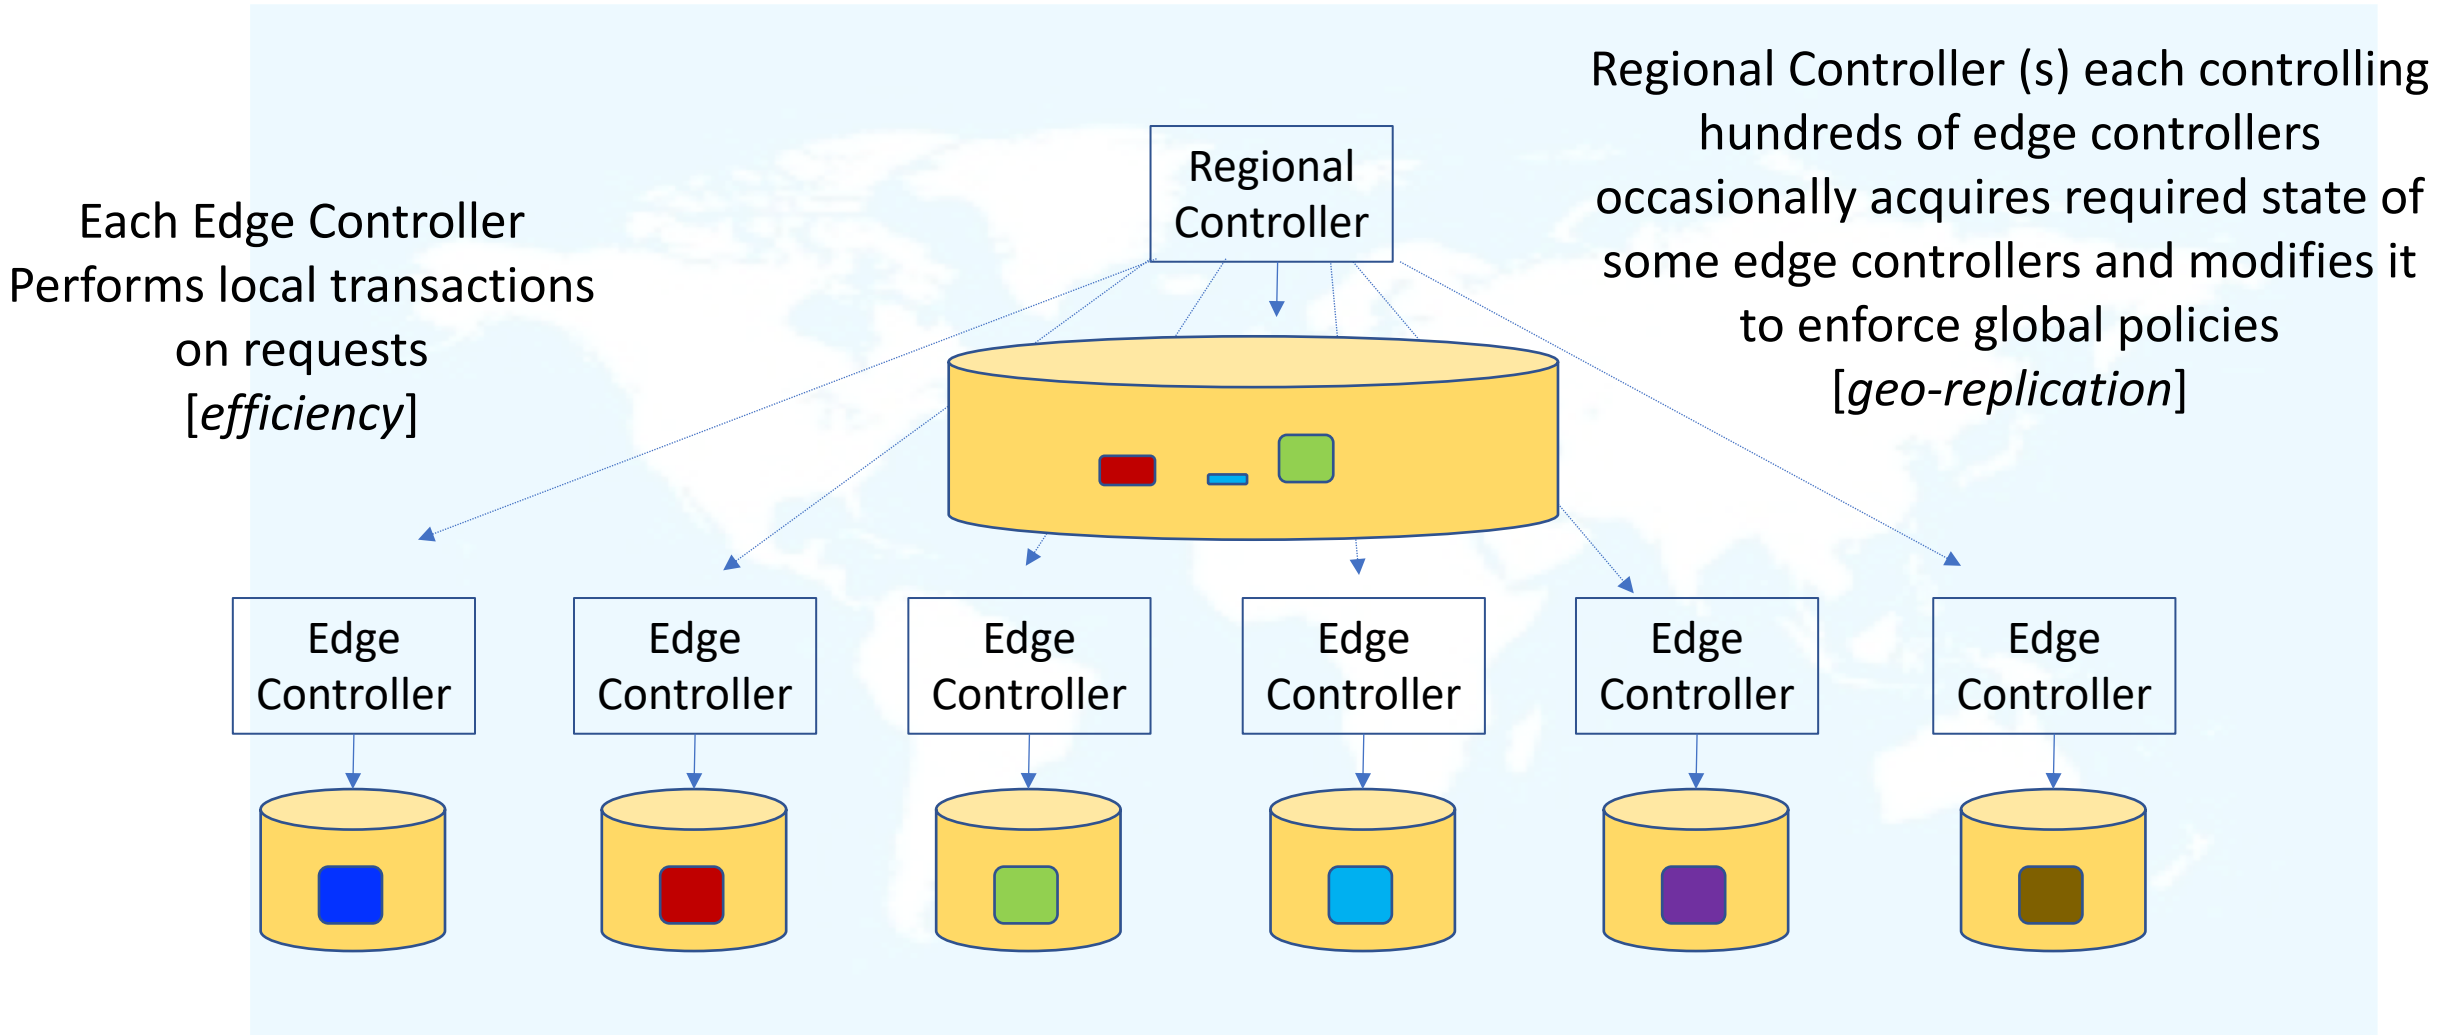 Regional Controller (s) each controlling
hundreds of edge controllers
occasionally acquires required state of
some edge controllers and modifies it
to enforce global policies
[geo-replication]
Regional
Controller
Each Edge Controller
Performs local transactions
on requests
[efficiency]
Edge
Controller
Edge
Controller
Edge
Controller
Edge
Controller
Edge
Controller
Edge
Controller